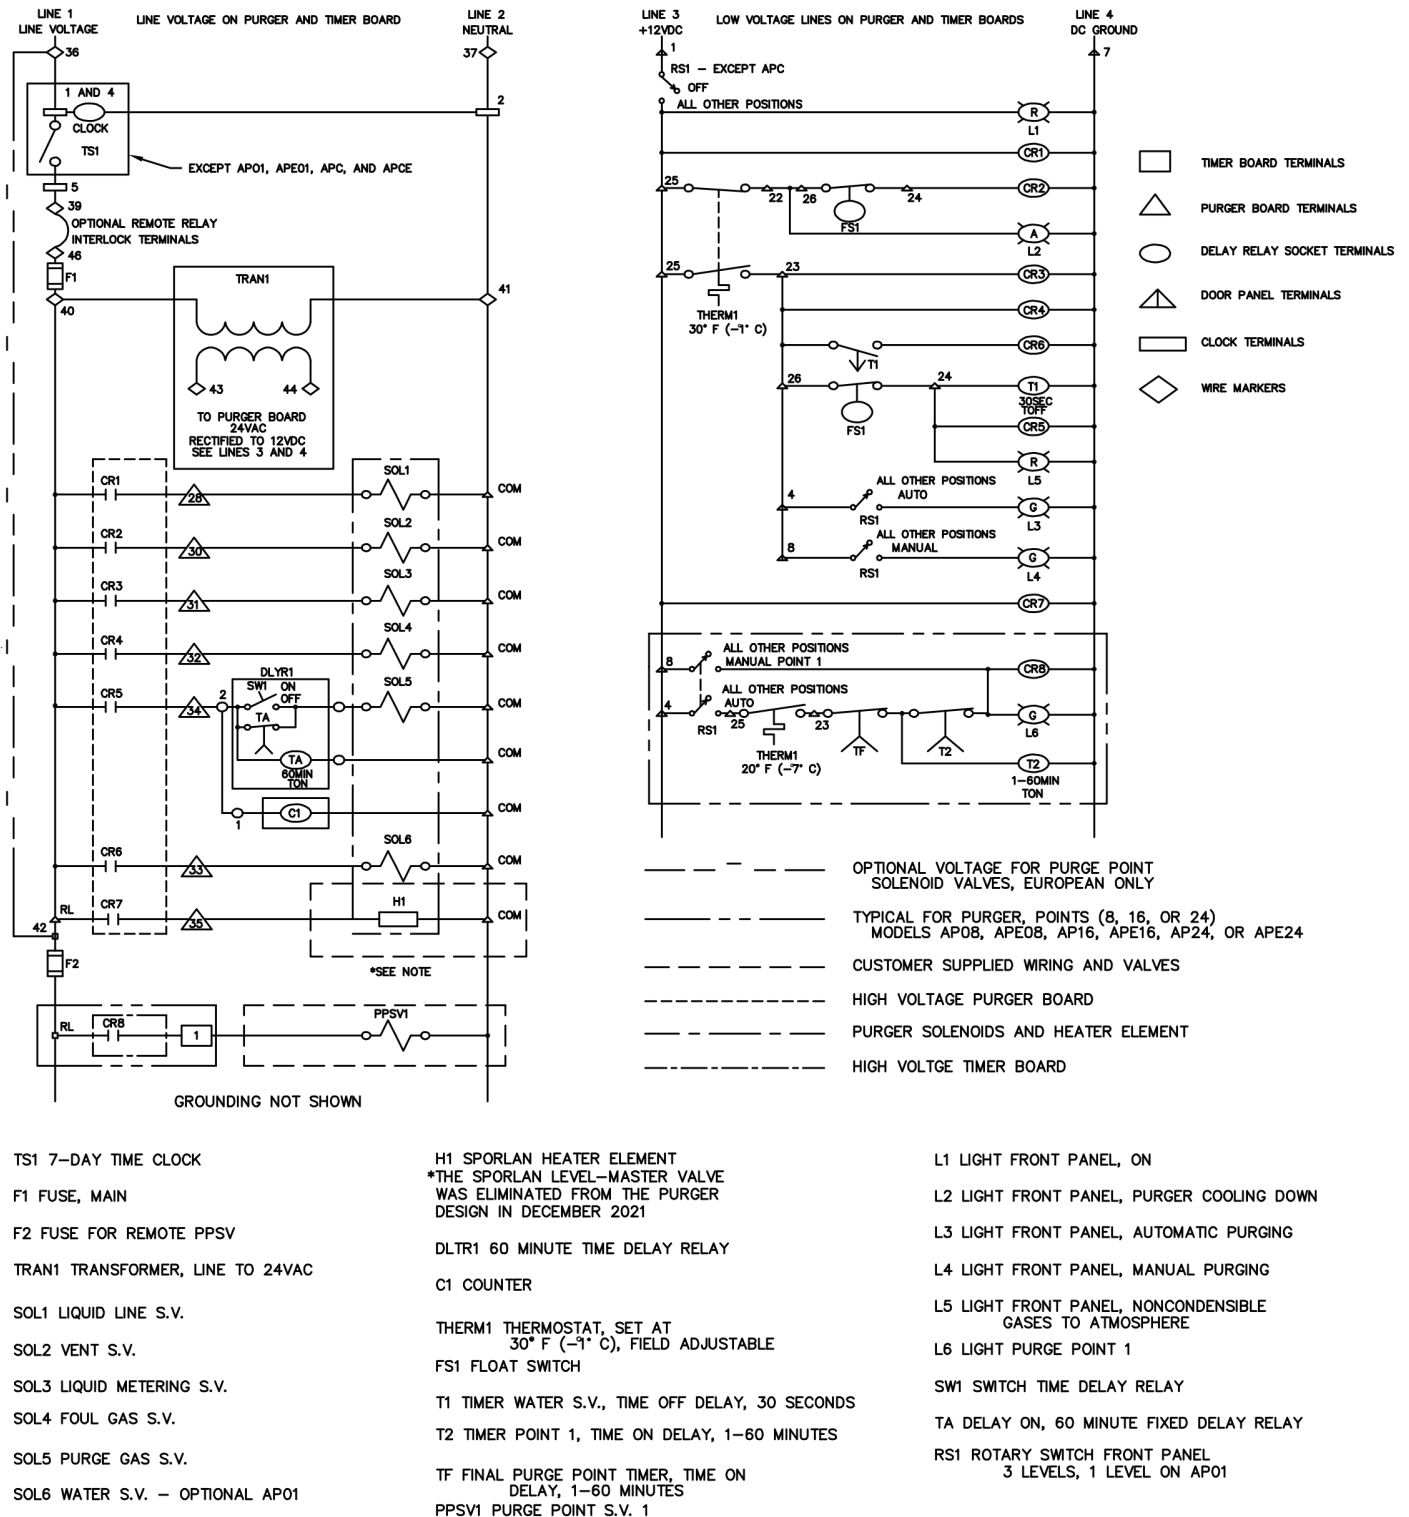 LINE 1
LINE VOLTAGE
LINE VOLTAGE ON PURGER AND TIMER BOARD
LINE 2
NEUTRAL
36
37
1 AND 4
CLOCK
TS1
2
EXCEPT AP01, APE01, APC, AND APCE
5
39
OPTIONAL REMOTE RELAY
INTERLOCK TERMINALS
46
F1
40
TRAN1
41
43
44
TO PURGER BOARD
24VAC
RECTIFIED TO 12VDC
SEE LINES 3 AND 4
CR1
28
SOL1
COM
CR2
30
SOL2
COM
CR3
31
SOL3
COM
CR4
32
SOL4
COM
DLYR1
CR5
34
2
SW1
ON
OFF
TA
SOL5
COM
TA
60MIN
TON
COM
1
C1
COM
CR6
33
SOL6
COM
RL
CR7
35
H1
COM
42
F2
*SEE NOTE
RL
CR8
1
PPSV1
GROUNDING NOT SHOWN
LINE 3
+12VDC
LOW VOLTAGE LINES ON PURGER AND TIMER BOARDS
LINE 4
DC GROUND
1
7
RS1 – EXCEPT APC
OFF
ALL OTHER POSITIONS
R
L1
CR1
25
22
26
24
FS1
CR2
A
L2
25
23
THERM1
30° F (–1° C)
CR3
CR4
T1
CR6
26
FS1
24
T1
30SEC
TOFF
CR5
R
L5
4
ALL OTHER POSITIONS
AUTO
RS1
G
L3
8
ALL OTHER POSITIONS
MANUAL
RS1
G
L4
CR7
8
ALL OTHER POSITIONS
MANUAL POINT 1
CR8
4
ALL OTHER POSITIONS
AUTO
RS1
25
23
THERM1
20° F (–7° C)
TF
T2
G
L6
T2
1–60MIN
TON
TIMER BOARD TERMINALS
PURGER BOARD TERMINALS
DELAY RELAY SOCKET TERMINALS
DOOR PANEL TERMINALS
CLOCK TERMINALS
WIRE MARKERS
OPTIONAL VOLTAGE FOR PURGE POINT
SOLENOID VALVES, EUROPEAN ONLY
TYPICAL FOR PURGER, POINTS (8, 16, OR 24)
MODELS AP08, APE08, AP16, APE16, AP24, OR APE24
CUSTOMER SUPPLIED WIRING AND VALVES
HIGH VOLTAGE PURGER BOARD
PURGER SOLENOIDS AND HEATER ELEMENT
HIGH VOLTGE TIMER BOARD
TS1 7–DAY TIME CLOCK
F1 FUSE, MAIN
F2 FUSE FOR REMOTE PPSV
TRAN1 TRANSFORMER, LINE TO 24VAC
SOL1 LIQUID LINE S.V.
SOL2 VENT S.V.
SOL3 LIQUID METERING S.V.
SOL4 FOUL GAS S.V.
SOL5 PURGE GAS S.V.
SOL6 WATER S.V. – OPTIONAL AP01
H1 SPORLAN HEATER ELEMENT
*THE SPORLAN LEVEL–MASTER VALVE
WAS ELIMINATED FROM THE PURGER
DESIGN IN DECEMBER 2021
DLTR1 60 MINUTE TIME DELAY RELAY
C1 COUNTER
THERM1 THERMOSTAT, SET AT
30° F (–1° C), FIELD ADJUSTABLE
FS1 FLOAT SWITCH
T1 TIMER WATER S.V., TIME OFF DELAY, 30 SECONDS
T2 TIMER POINT 1, TIME ON DELAY, 1–60 MINUTES
TF FINAL PURGE POINT TIMER, TIME ON
DELAY, 1–60 MINUTES
PPSV1 PURGE POINT S.V. 1
L1 LIGHT FRONT PANEL, ON
L2 LIGHT FRONT PANEL, PURGER COOLING DOWN
L3 LIGHT FRONT PANEL, AUTOMATIC PURGING
L4 LIGHT FRONT PANEL, MANUAL PURGING
L5 LIGHT FRONT PANEL, NONCONDENSIBLE
GASES TO ATMOSPHERE
L6 LIGHT PURGE POINT 1
SW1 SWITCH TIME DELAY RELAY
TA DELAY ON, 60 MINUTE FIXED DELAY RELAY
RS1 ROTARY SWITCH FRONT PANEL
3 LEVELS, 1 LEVEL ON AP01